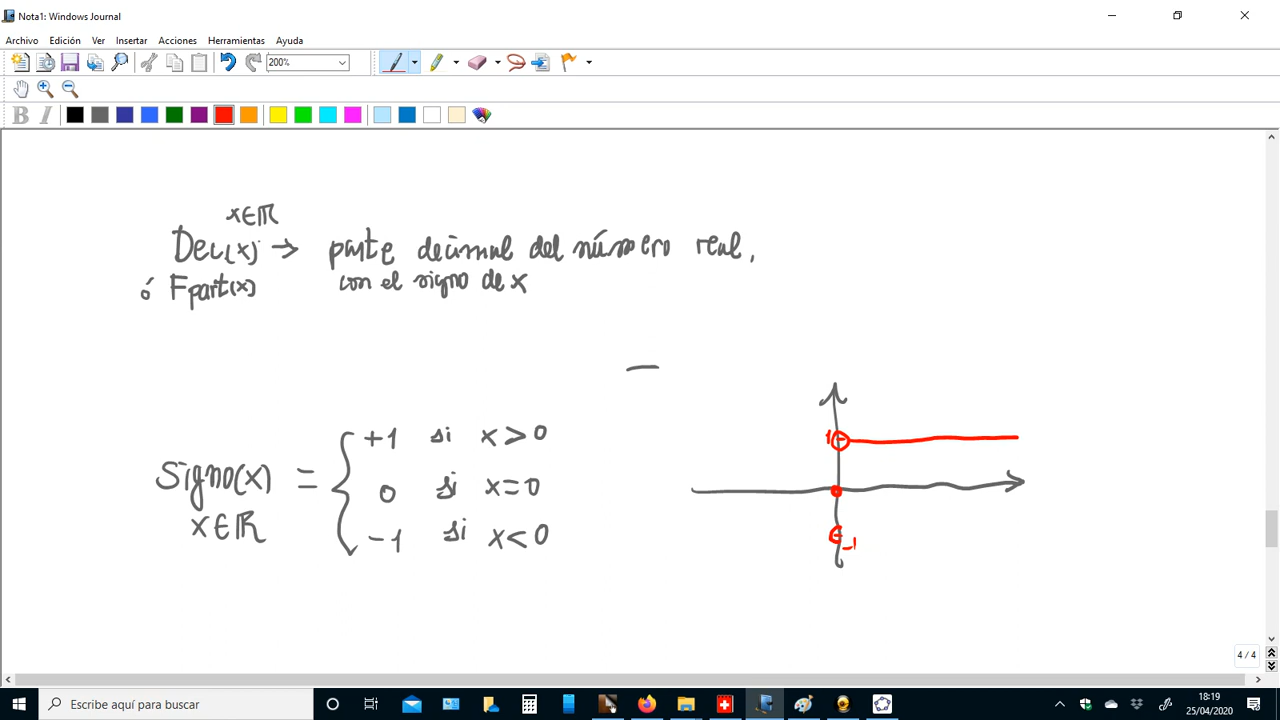 Nota1: Windows Journal
Archivo Edición Ver Insertar Acciones Herramientas Ayuda
200%
B I
x∈ℝ
Dec(x) → parte decimal del número real,
ó Fpart(x) con el signo de x
Signo(x) = { +1 si x > 0
0 si x = 0
x∈ℝ
-1 si x < 0
1
-1
4 / 4
Escribe aquí para buscar
18:19
25/04/2020